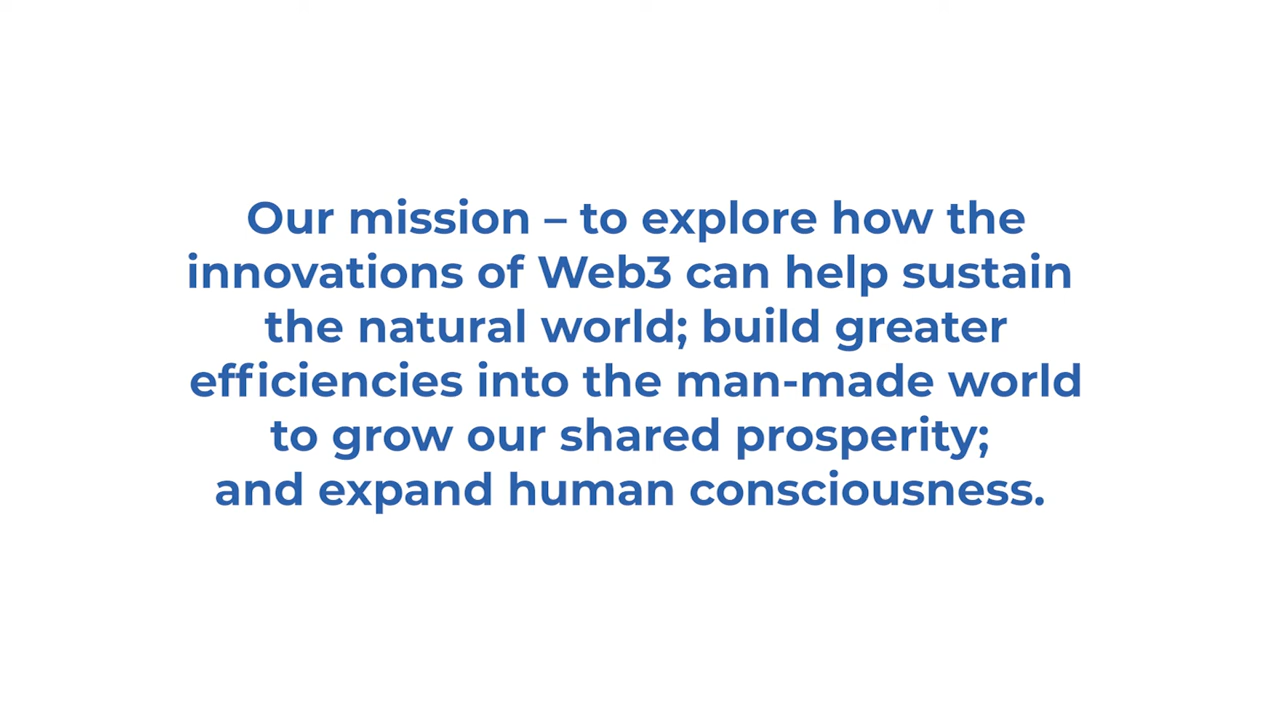 Our mission – to explore how the
innovations of Web3 can help sustain
the natural world; build greater
efficiencies into the man-made world
to grow our shared prosperity;
and expand human consciousness.